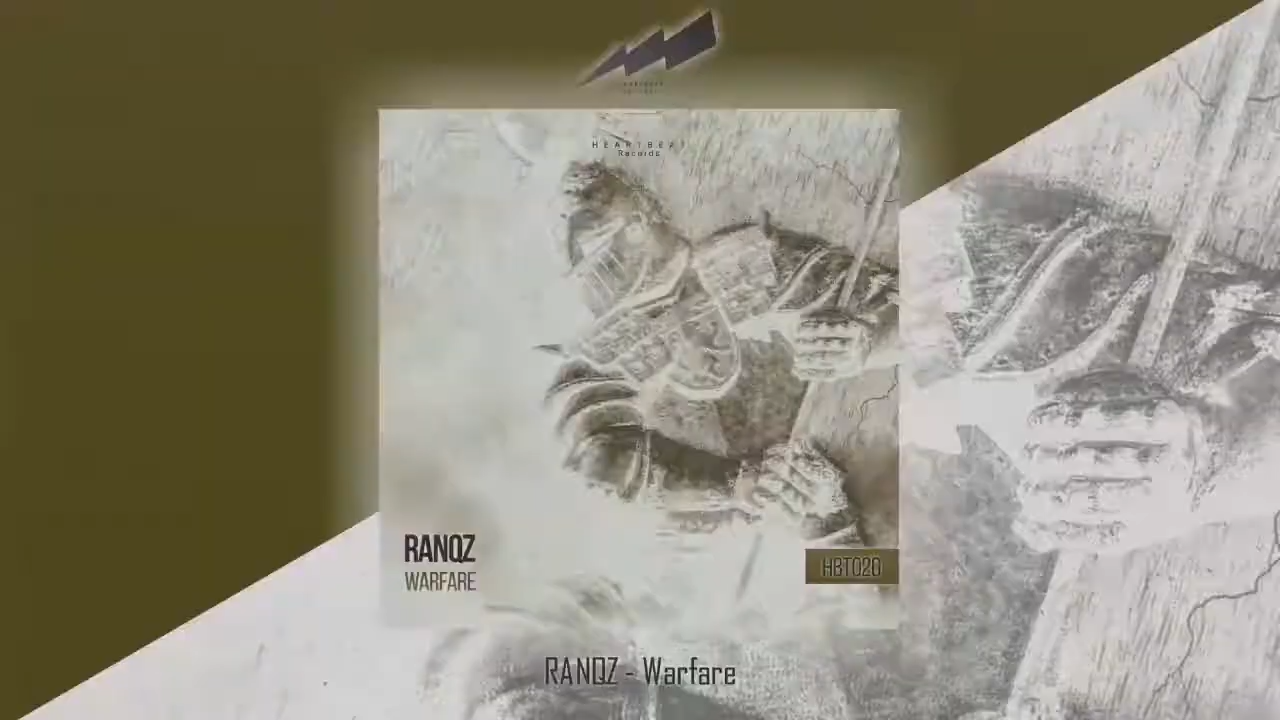 HEARTBEAT
Records
RANQZ
WARFARE
HBT020
RANQZ - Warfare